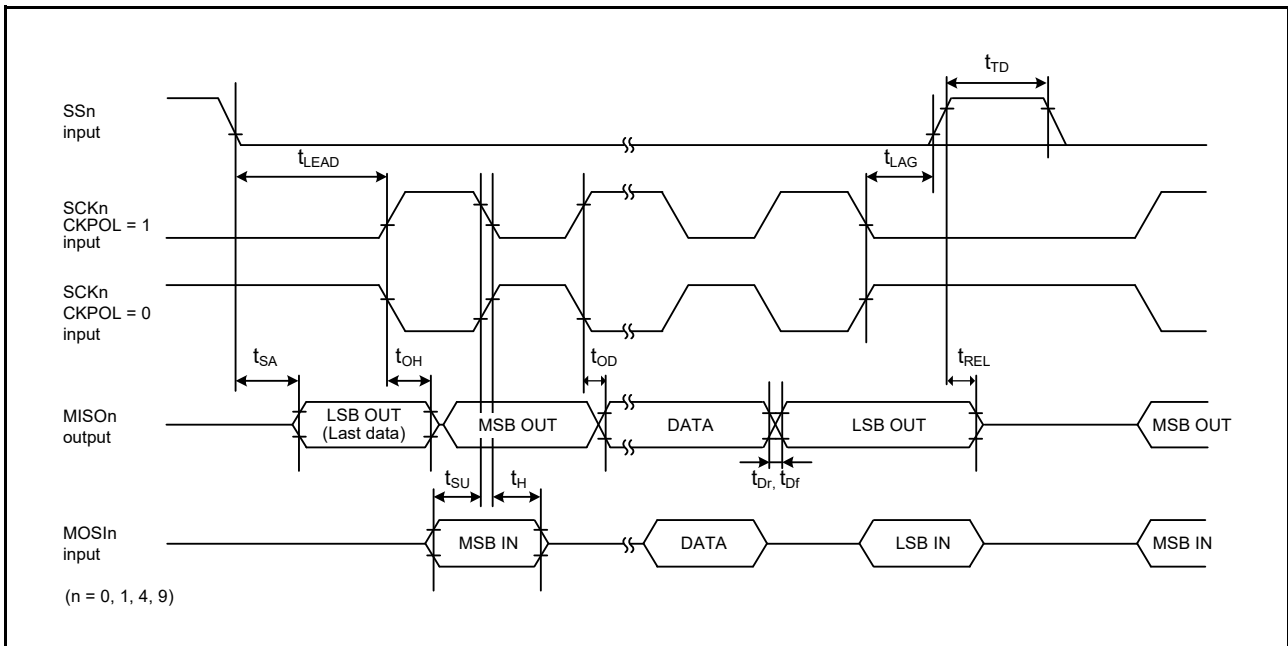 tTD
SSn
input
tLEAD
tLAG
SCKn
CKPOL = 1
input
SCKn
CKPOL = 0
input
tSA
tOH
tOD
tREL
MISOn
output
LSB OUT
(Last data)
MSB OUT
DATA
LSB OUT
MSB OUT
tSU
tH
tDr, tDf
MOSIn
input
MSB IN
DATA
LSB IN
MSB IN
(n = 0, 1, 4, 9)